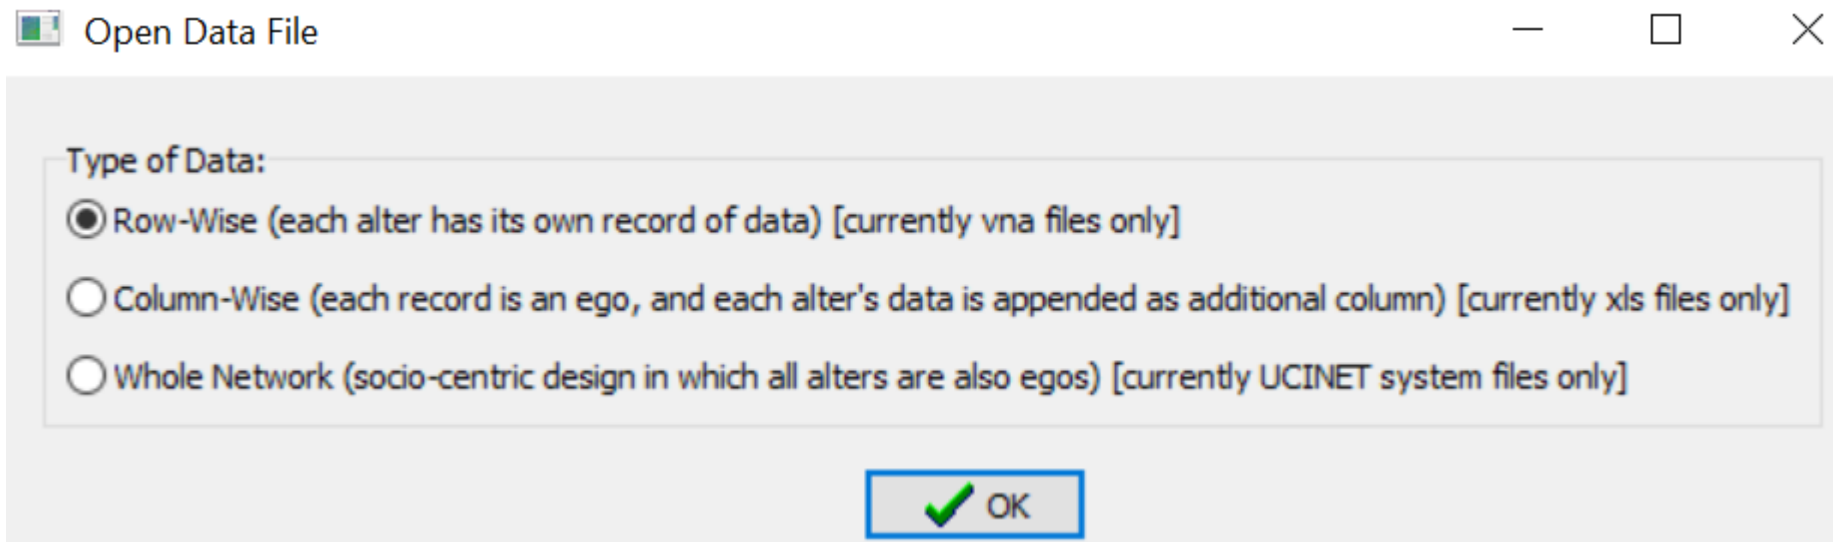 Open Data File
Type of Data:
Row-Wise (each alter has its own record of data) [currently vna files only]
Column-Wise (each record is an ego, and each alter's data is appended as additional column) [currently xls files only]
Whole Network (socio-centric design in which all alters are also egos) [currently UCINET system files only]
OK